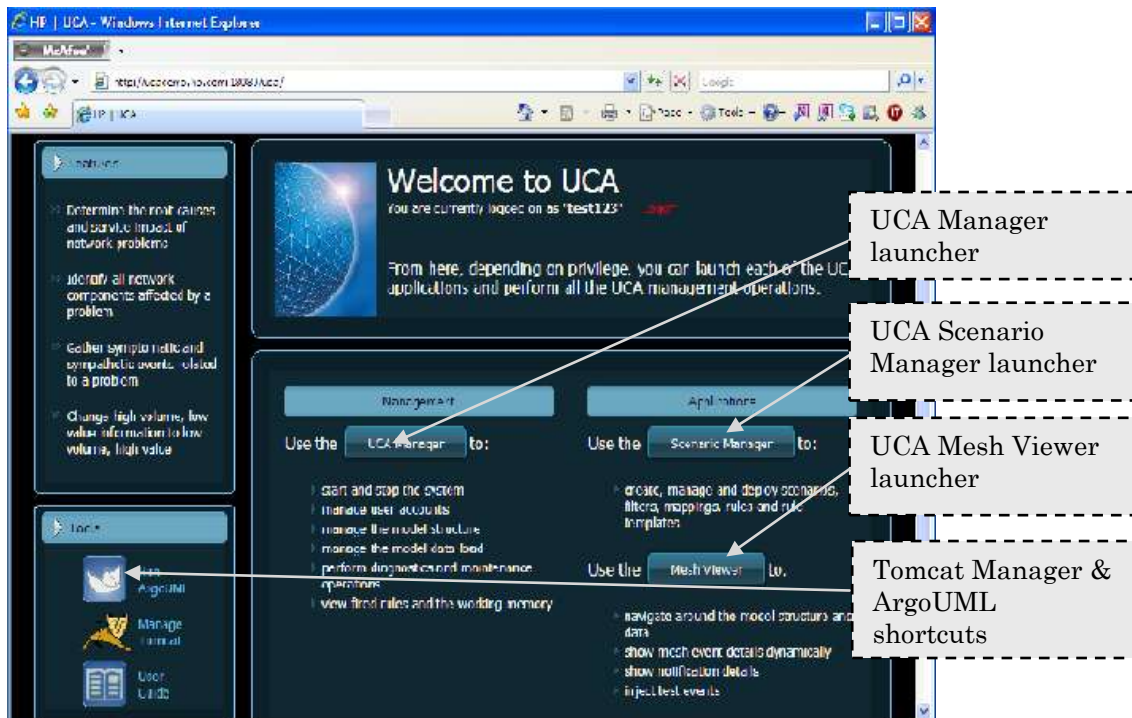 HP | UCA - Windows Internet Explorer
McAfee
HP | UCA
Features
Determine the root causes
and service impact of
network problems
Identify all network
components affected by a
problem
Gather symptomatic and
sympathetic events related
to a problem
Change high volume, low
value information to low
volume, high value
Tools
ArgoUML
Manage
Tomcat
User
Guide
Welcome to UCA
You are currently logged on as "test123"
From here, depending on privilege, you can launch each of the UC
applications and perform all the UCA management operations.
Management
Use the UCA Manager to:
start and stop the system
manage user accounts
manage the model structure
manage the model data load
perform diagnostics and maintenance
operations
view fired rules and the working memory
Applications
Use the Scenario Manager to:
create, manage and deploy scenarios,
filters, mappings, rules and rule
templates
Use the Mesh Viewer to:
navigate around the model structure and
data
show mesh event details dynamically
show notification details
inject test events
UCA Manager
launcher
UCA Scenario
Manager launcher
UCA Mesh Viewer
launcher
Tomcat Manager &
ArgoUML
shortcuts